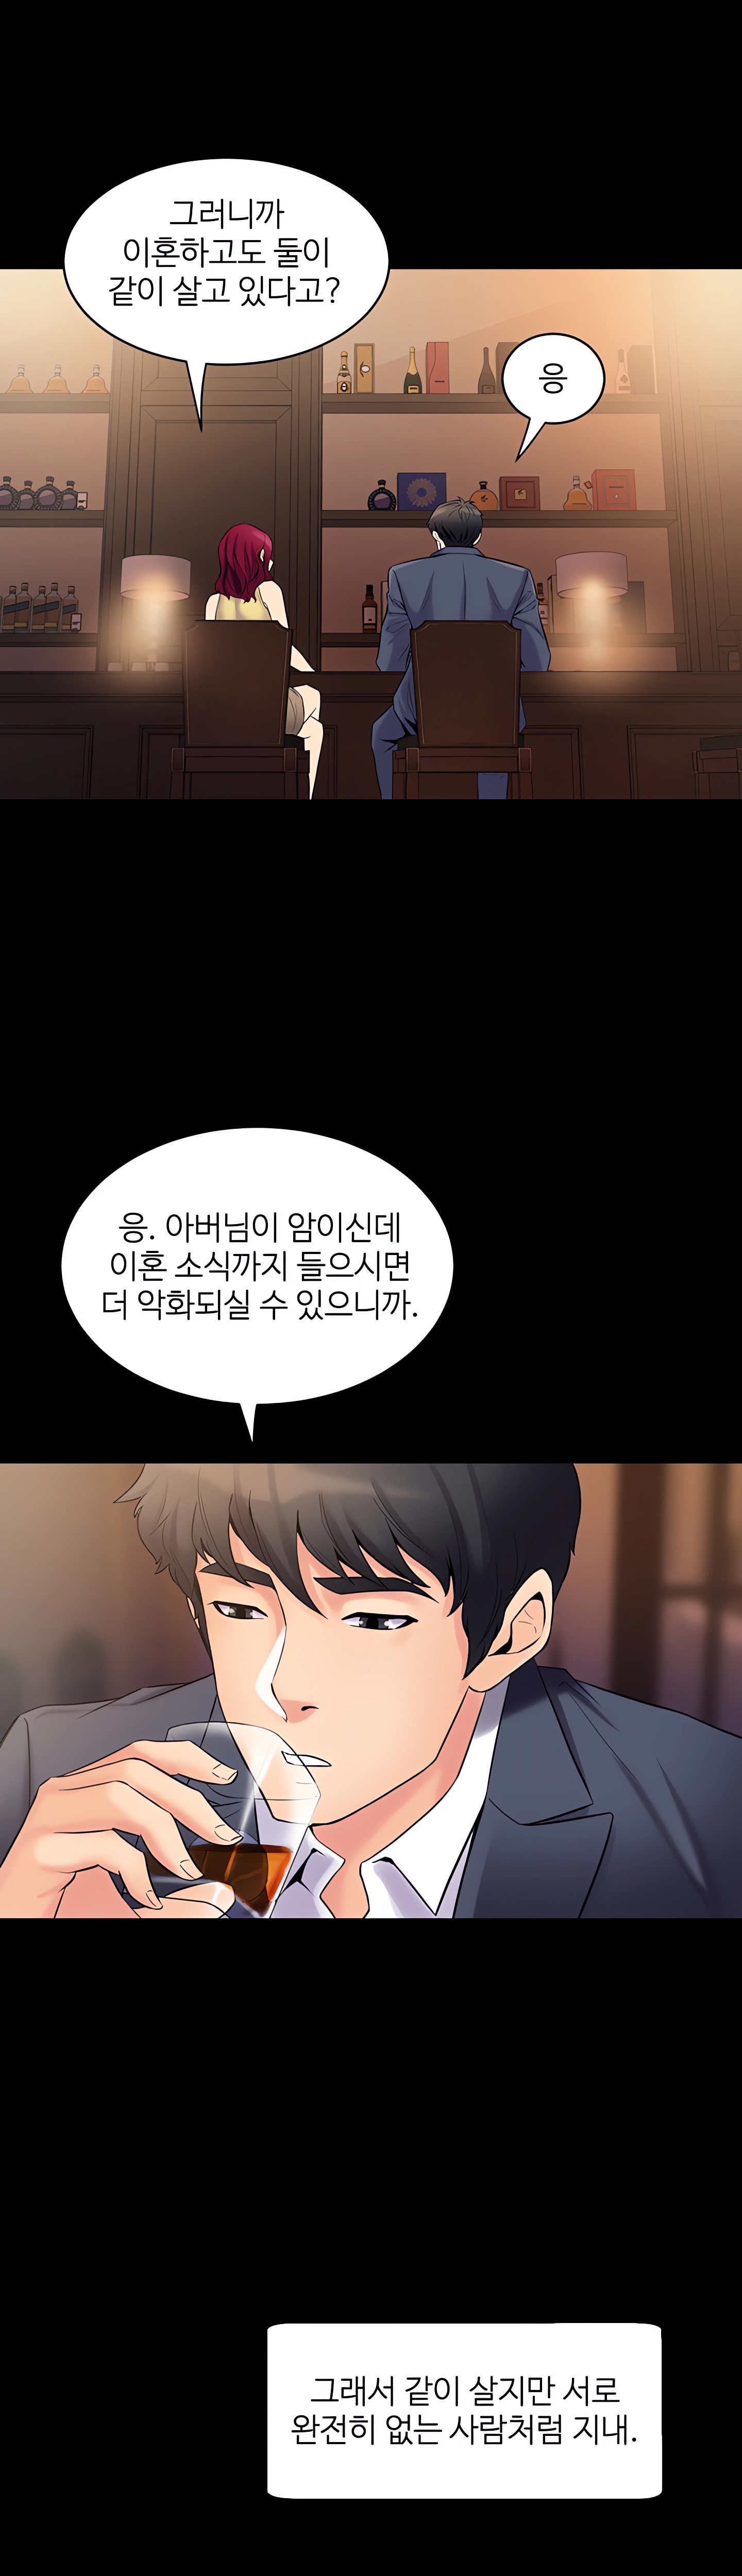 그러니까
이혼하고도 둘이
같이 살고 있다고?
응
응. 아버님이 암이신데
이혼 소식까지 들으시면
더 악화되실 수 있으니까.
그래서 같이 살지만 서로
완전히 없는 사람처럼 지내.